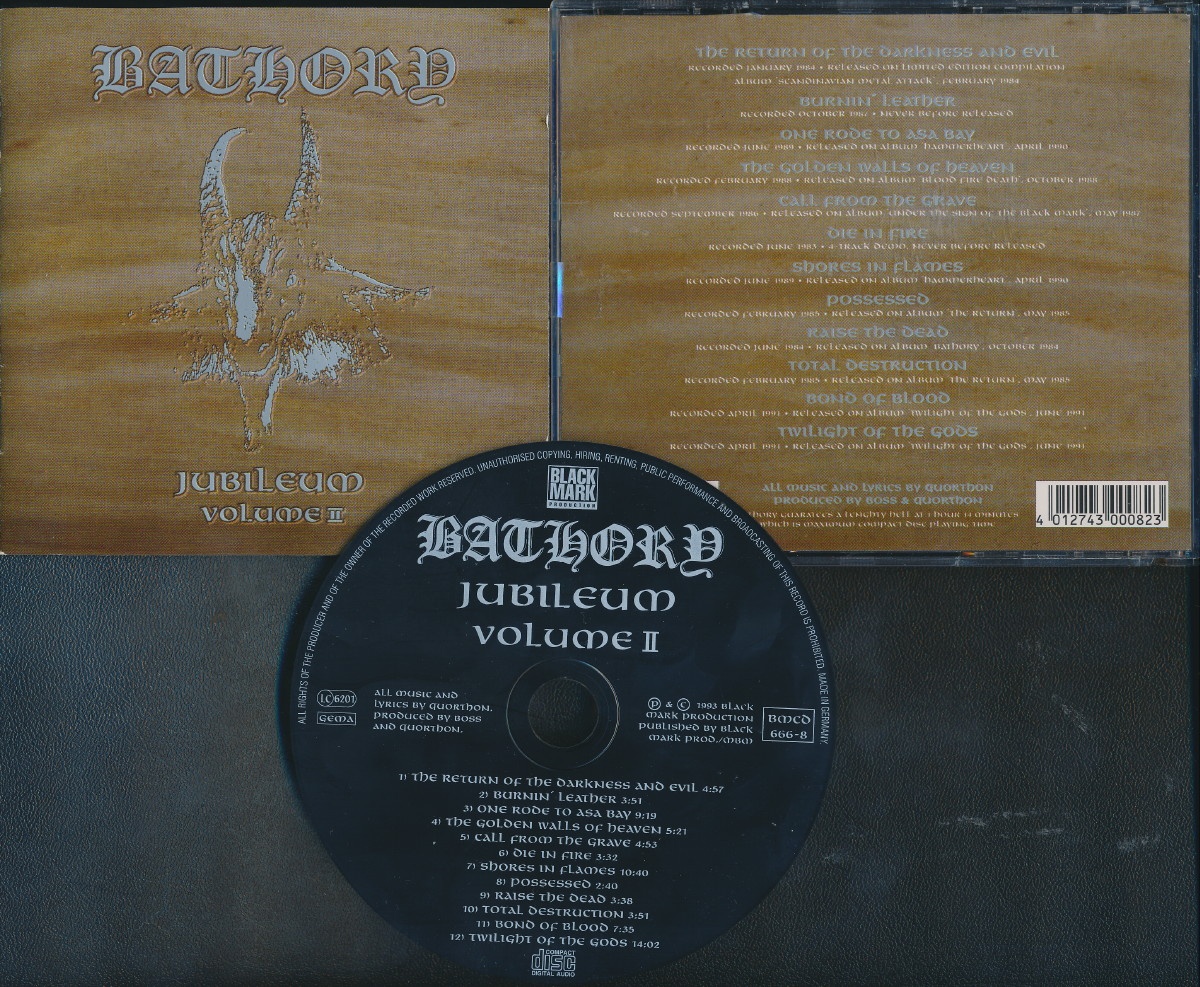 BATHORY
JUBILEUM
VOLUME II
THE RETURN OF THE DARKNESS AND EVIL
RECORDED JANUARY 1984 • RELEASED ON LIMITED EDITION COMPILATION
ALBUM 'SCANDINAVIAN METAL ATTACK', FEBRUARY 1984
BURNIN´ LEATHER
RECORDED OCTOBER 1987 • NEVER BEFORE RELEASED
ONE RODE TO ASA BAY
RECORDED JUNE 1989 • RELEASED ON ALBUM 'HAMMERHEART', APRIL 1990
THE GOLDEN WALLS OF HEAVEN
RECORDED FEBRUARY 1988 • RELEASED ON ALBUM 'BLOOD FIRE DEATH', OCTOBER 1988
CALL FROM THE GRAVE
RECORDED SEPTEMBER 1986 • RELEASED ON ALBUM 'UNDER THE SIGN OF THE BLACK MARK', MAY 1987
DIE IN FIRE
RECORDED JUNE 1983 • 4-TRACK DEMO, NEVER BEFORE RELEASED
SHORES IN FLAMES
RECORDED JUNE 1989 • RELEASED ON ALBUM 'HAMMERHEART', APRIL 1990
POSSESSED
RECORDED FEBRUARY 1985 • RELEASED ON ALBUM 'THE RETURN', MAY 1985
RAISE THE DEAD
RECORDED JUNE 1984 • RELEASED ON ALBUM 'BATHORY', OCTOBER 1984
TOTAL DESTRUCTION
RECORDED FEBRUARY 1985 • RELEASED ON ALBUM 'THE RETURN', MAY 1985
BOND OF BLOOD
RECORDED APRIL 1991 • RELEASED ON ALBUM 'TWILIGHT OF THE GODS', JUNE 1991
TWILIGHT OF THE GODS
RECORDED APRIL 1991 • RELEASED ON ALBUM 'TWILIGHT OF THE GODS', JUNE 1991
ALL MUSIC AND LYRICS BY QUORTHON
PRODUCED BY BOSS & QUORTHON
A LENGHTY HELL AT 1 HOUR 14 MINUTES
WHICH IS MAXIMUM COMPACT DISC PLAYING TIME
4 012743 000823
ALL RIGHTS OF THE PRODUCER AND OF THE OWNER OF THE RECORDED WORK RESERVED. UNAUTHORISED COPYING, HIRING, RENTING, PUBLIC PERFORMANCE AND BROADCASTING OF THIS RECORD IS PROHIBITED. MADE IN GERMANY
BLACK
MARK
PRODUCTION
BATHORY
JUBILEUM
VOLUME II
LC 6201
GEMA
ALL MUSIC AND
LYRICS BY QUORTHON.
PRODUCED BY BOSS
AND QUORTHON.
℗ & © 1993 BLACK
MARK PRODUCTION
PUBLISHED BY BLACK
MARK PROD./MBM
BMCD
666-8
1) THE RETURN OF THE DARKNESS AND EVIL 4:57
2) BURNIN´ LEATHER 3:51
3) ONE RODE TO ASA BAY 9:19
4) THE GOLDEN WALLS OF HEAVEN 5:21
5) CALL FROM THE GRAVE 4:53
6) DIE IN FIRE 3:32
7) SHORES IN FLAMES 10:40
8) POSSESSED 2:40
9) RAISE THE DEAD 3:38
10) TOTAL DESTRUCTION 3:51
11) BOND OF BLOOD 7:35
12) TWILIGHT OF THE GODS 14:02
COMPACT
disc
DIGITAL AUDIO